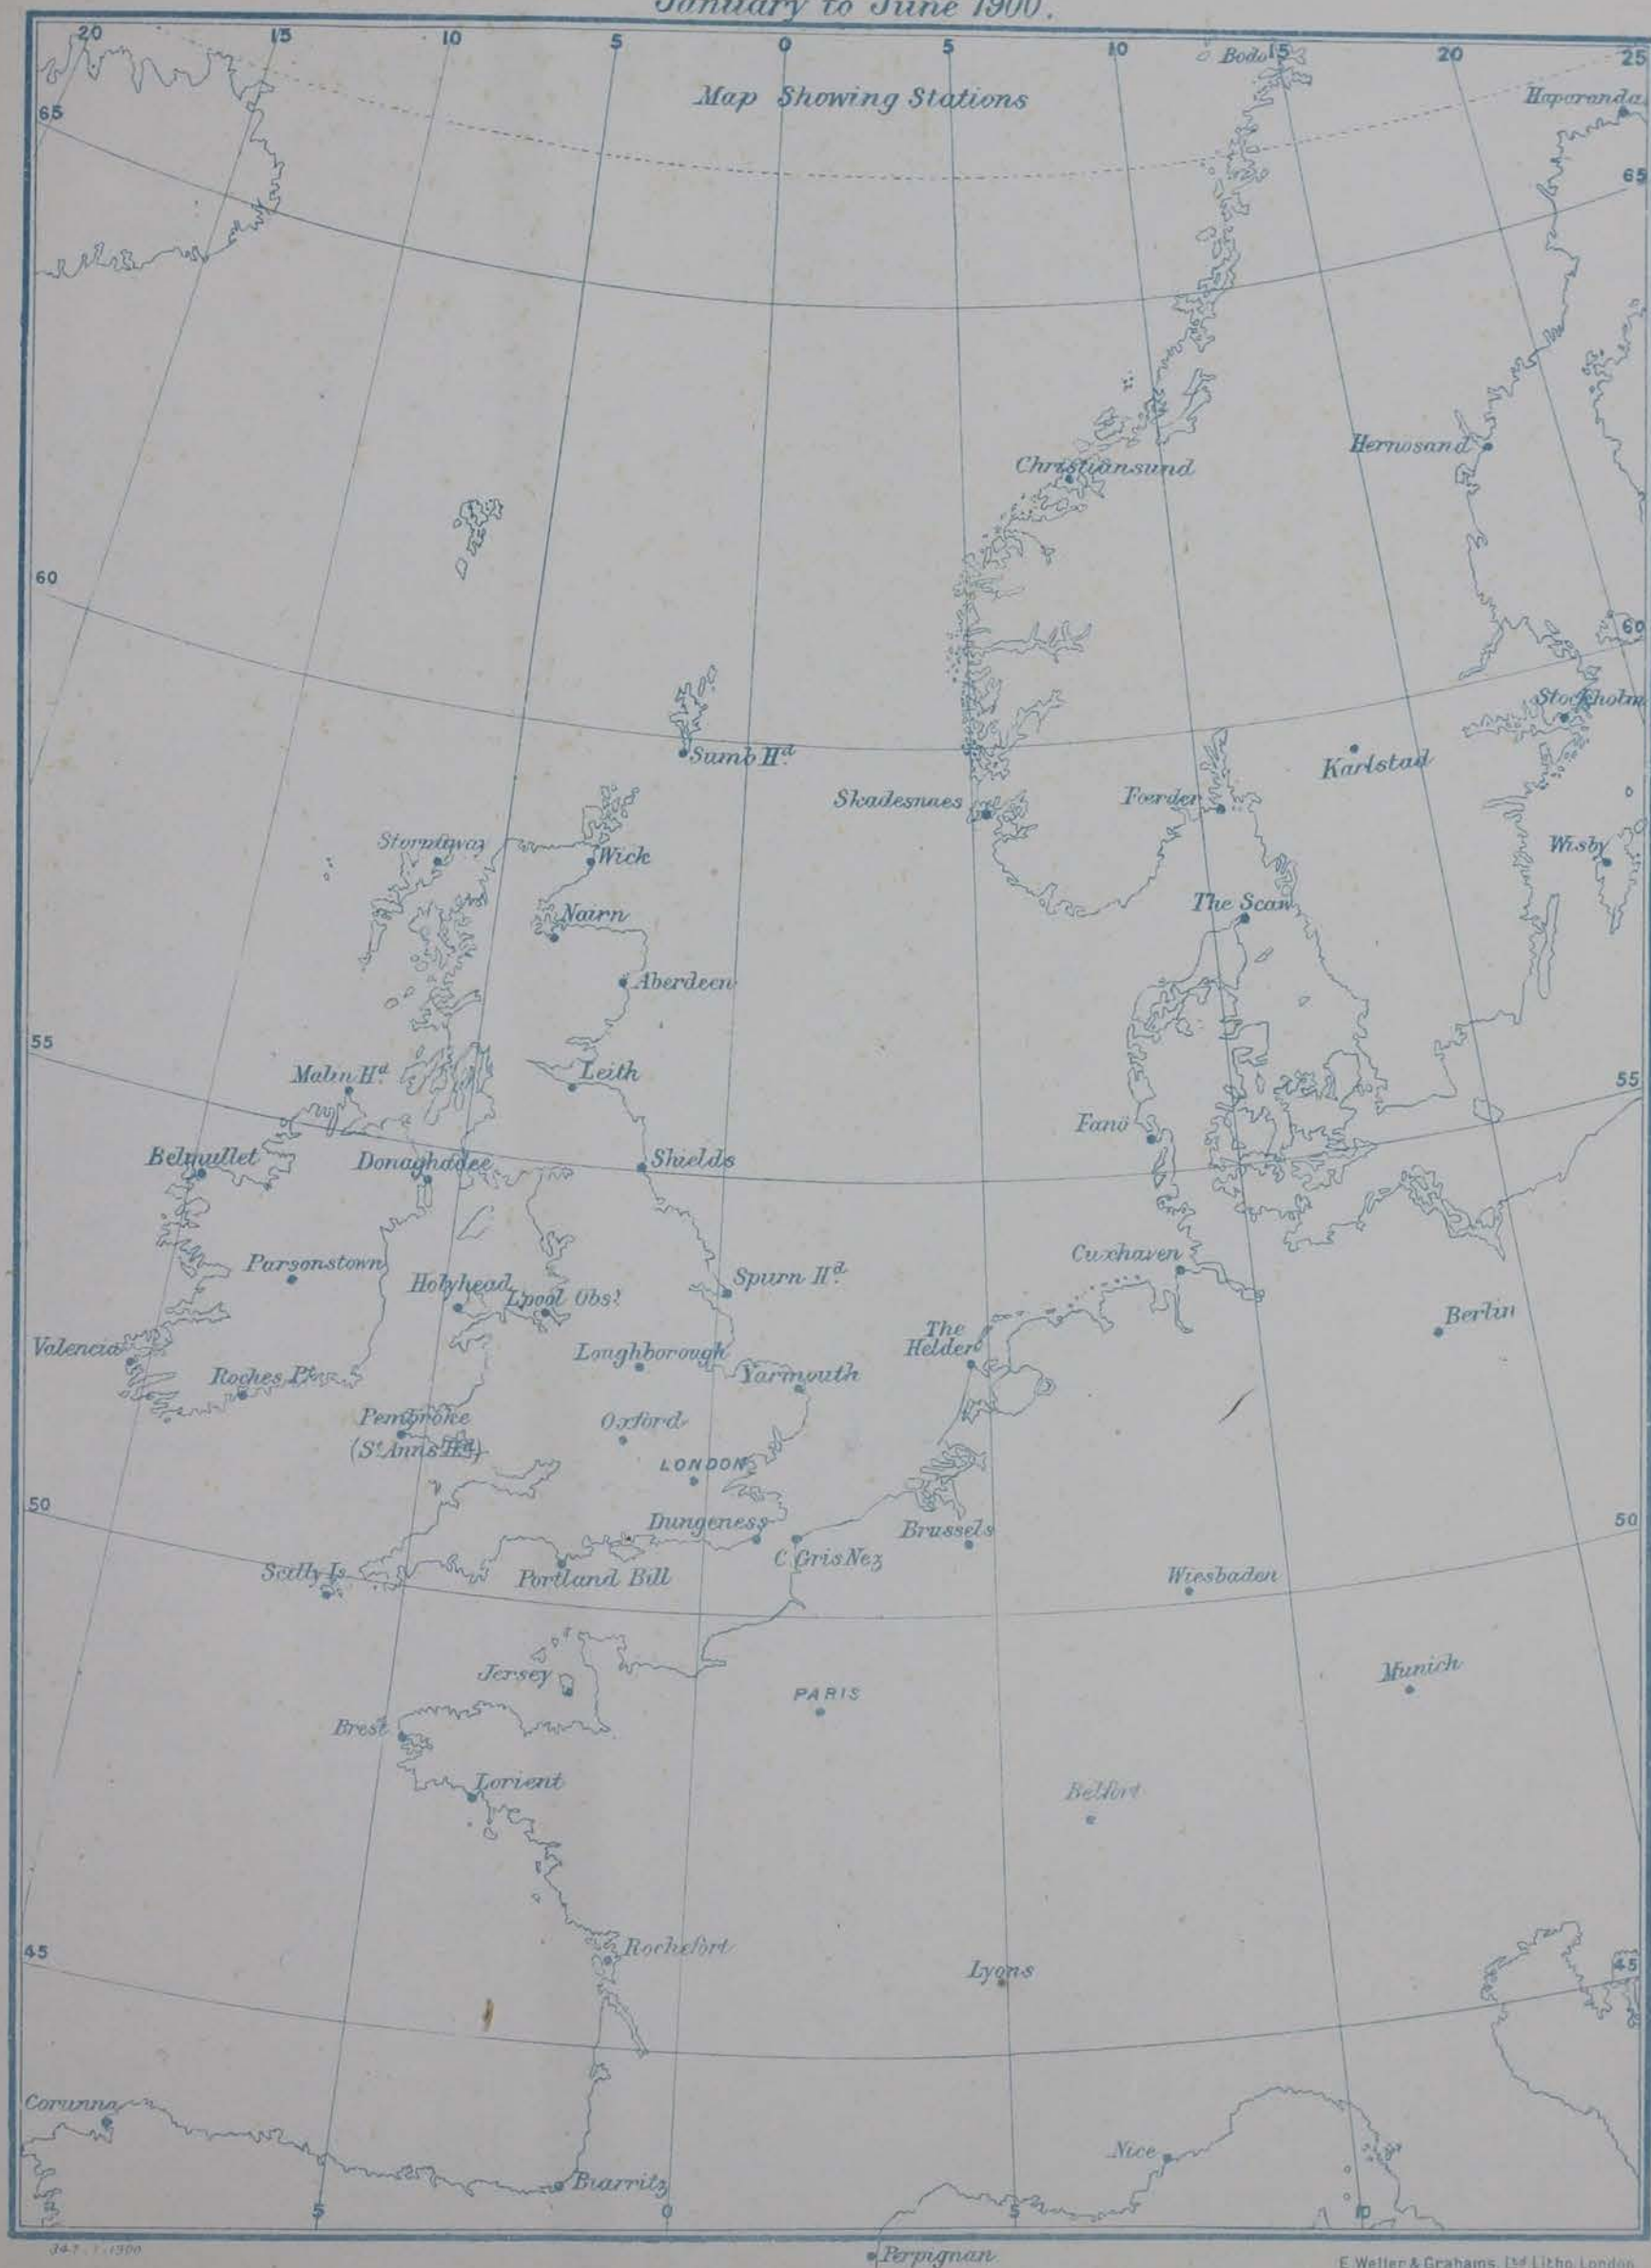 January to June 1900.
20 15 10 5 0 5 10 15 20 25
Bodo
Map Showing Stations
Haparanda
65
65
Hernosand
Christiansund
60
60
Stockholm
Sumb Hd.
Karlstad
Skadesnaes
Færder
Stornoway
Wick
Wisby
Nairn
The Scaw
Aberdeen
55
Malin Hd.
Leith
55
Fanö
Belmullet
Donaghadee
Shields
Parsonstown
Holyhead
L'pool Obs.
Spurn Hd.
Cuxhaven
Berlin
Valencia
Roches Pt.
Loughborough
Yarmouth
The
Helder
Pembroke
(St. Ann's Hd.)
Oxford
LONDON
50
50
Dungeness
C. Gris Nez
Brussels
Scilly Is.
Portland Bill
Wiesbaden
Jersey
PARIS
Munich
Brest
Lorient
Belfort
Rochefort
45
Lyons
45
Corunna
Nice
Biarritz
5 0 5 10
Perpignan
E. Weller & Grahams, Ltd Litho, London